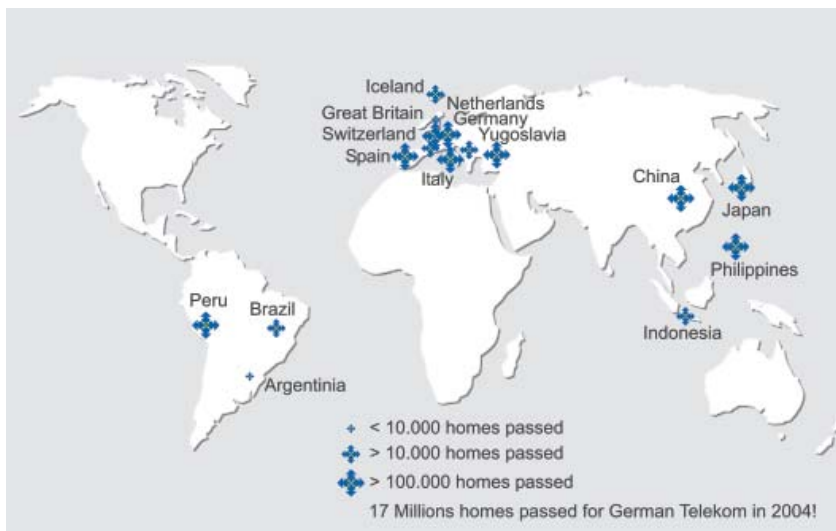 Iceland
Netherlands
Great Britain
Germany
Switzerland
Yugoslavia
Spain
Italy
China
Japan
Philippines
Peru
Brazil
Indonesia
Argentinia
< 10.000 homes passed
> 10.000 homes passed
> 100.000 homes passed
17 Millions homes passed for German Telekom in 2004!